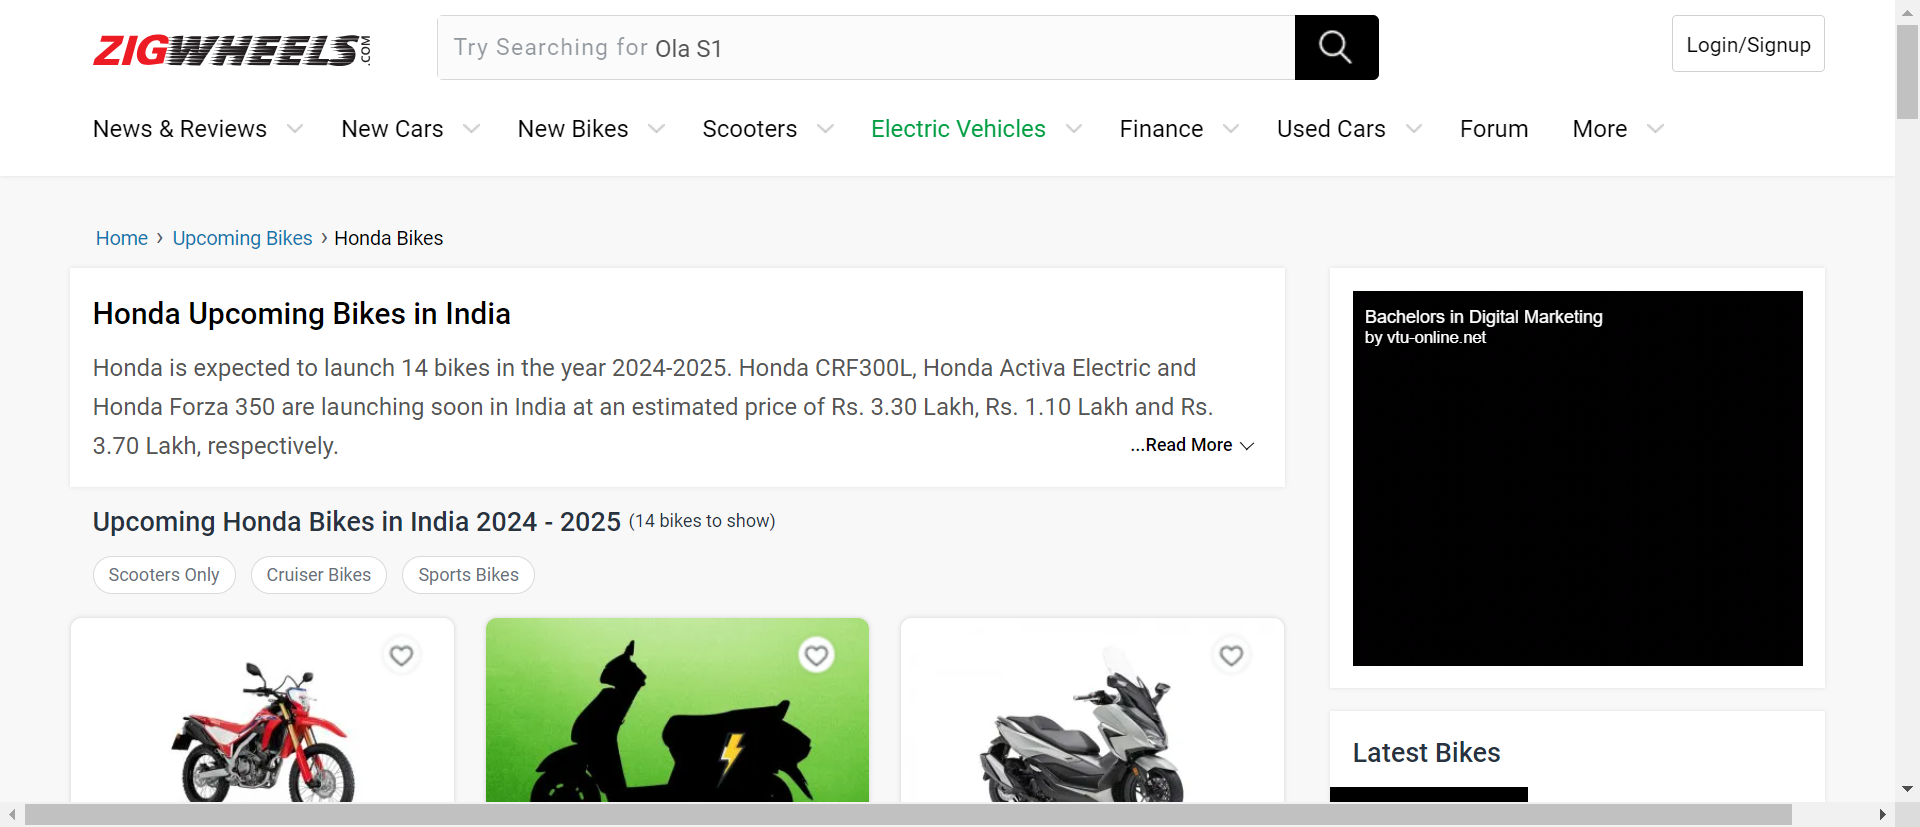 ZIGWHEELS.COM
Try Searching for Ola S1
Login/Signup
News & Reviews
New Cars
New Bikes
Scooters
Electric Vehicles
Finance
Used Cars
Forum
More
Home › Upcoming Bikes › Honda Bikes
Honda Upcoming Bikes in India
Honda is expected to launch 14 bikes in the year 2024-2025. Honda CRF300L, Honda Activa Electric and
Honda Forza 350 are launching soon in India at an estimated price of Rs. 3.30 Lakh, Rs. 1.10 Lakh and Rs.
3.70 Lakh, respectively.
...Read More
Upcoming Honda Bikes in India 2024 - 2025 (14 bikes to show)
Scooters Only
Cruiser Bikes
Sports Bikes
Bachelors in Digital Marketing
by vtu-online.net
Latest Bikes